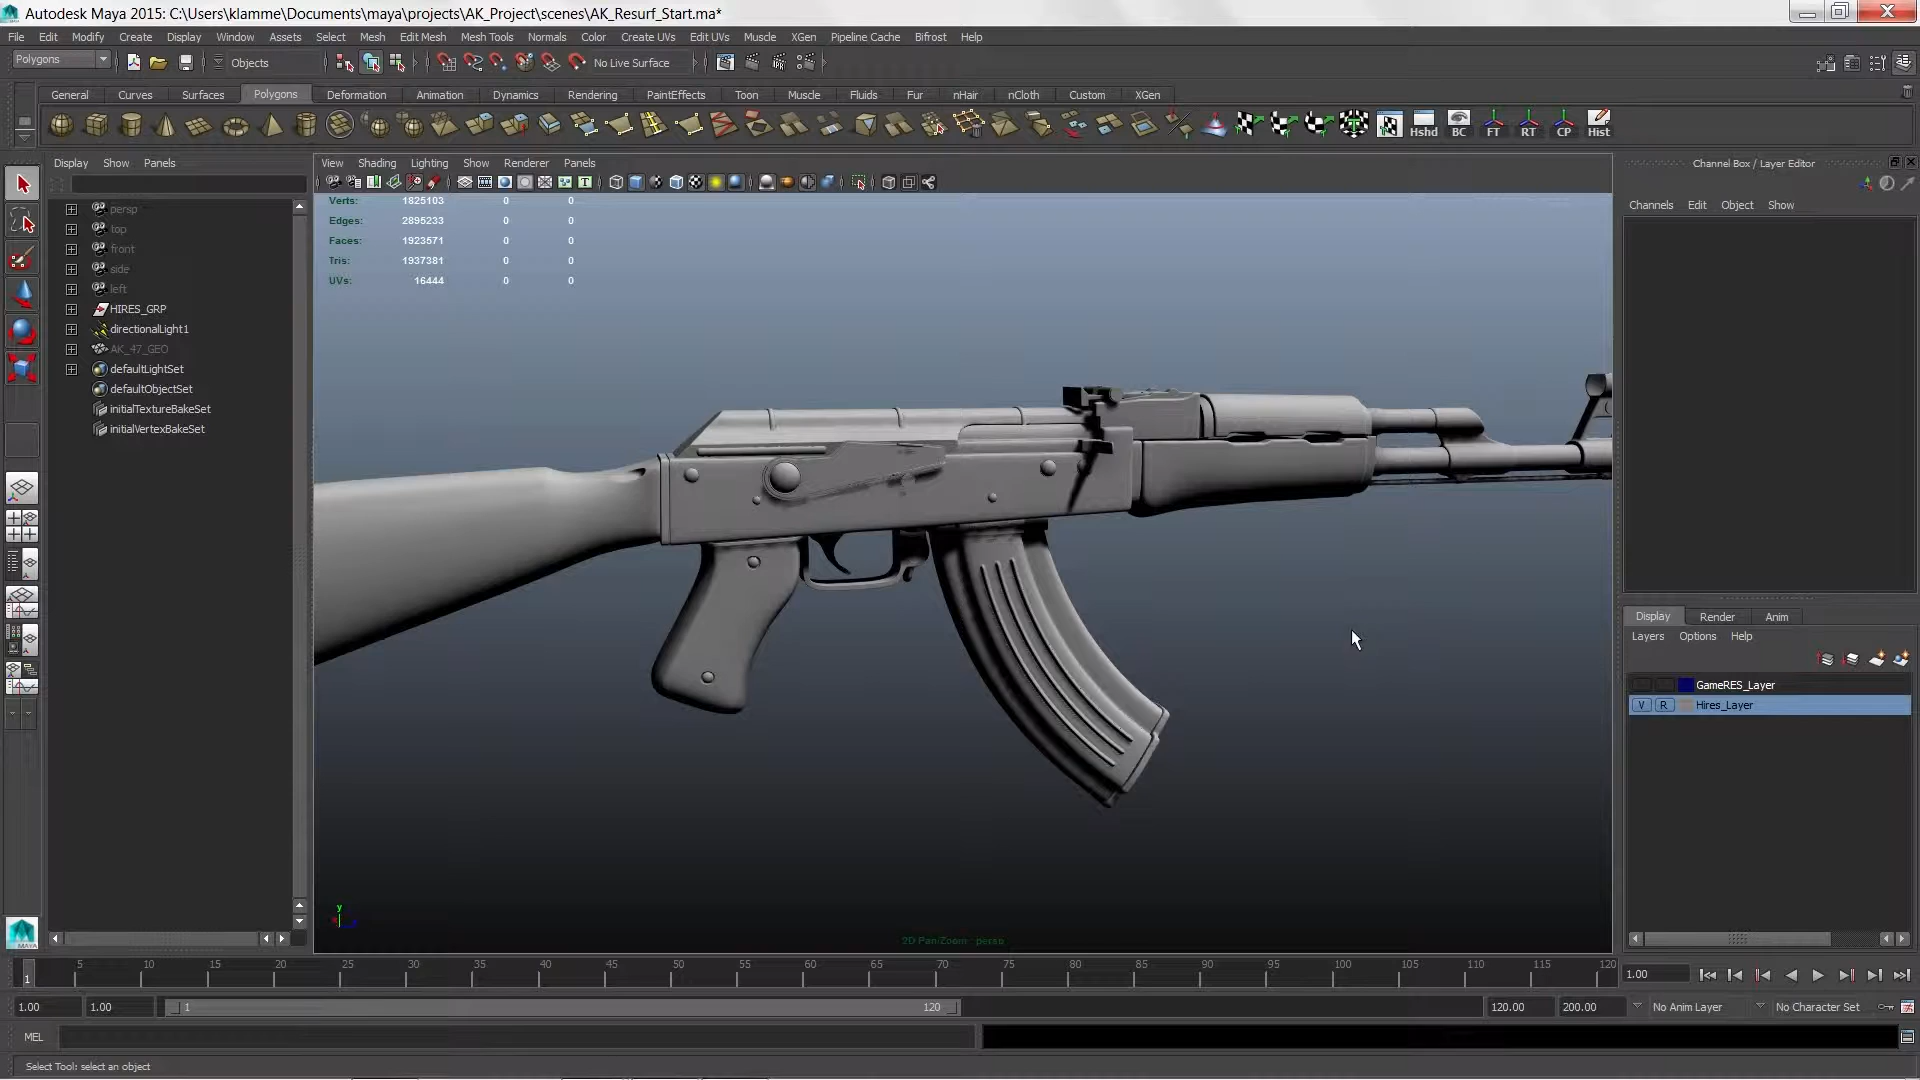 Autodesk Maya 2015: C:\Users\klamme\Documents\maya\projects\AK_Project\scenes\AK_Resurf_Start.ma*
File Edit Modify Create Display Window Assets Select Mesh Edit Mesh Mesh Tools Normals Color Create UVs Edit UVs Muscle XGen Pipeline Cache Bifrost Help
Polygons Objects No Live Surface
General Curves Surfaces Polygons Deformation Animation Dynamics Rendering PaintEffects Toon Muscle Fluids Fur nHair nCloth Custom XGen
Hshd BC FT RT CP Hist
Display Show Panels
View Shading Lighting Show Renderer Panels
Channel Box / Layer Editor
Channels Edit Object Show
persp
top
front
side
left
HIRES_GRP
directionalLight1
AK_47_GEO
defaultLightSet
defaultObjectSet
initialTextureBakeSet
initialVertexBakeSet
Verts: 1825103 0 0
Edges: 2895233 0 0
Faces: 1923571 0 0
Tris: 1937381 0 0
UVs: 16444 0 0
y
2D Pan/Zoom : persp
Display Render Anim
Layers Options Help
GameRES_Layer
V R Hires_Layer
MAYA
1 5 10 15 20 25 30 35 40 45 50 55 60 65 70 75 80 85 90 95 100 105 110 115 120 1.00
1.00 1.00 1 120 120.00 200.00 No Anim Layer No Character Set
MEL
Select Tool: select an object